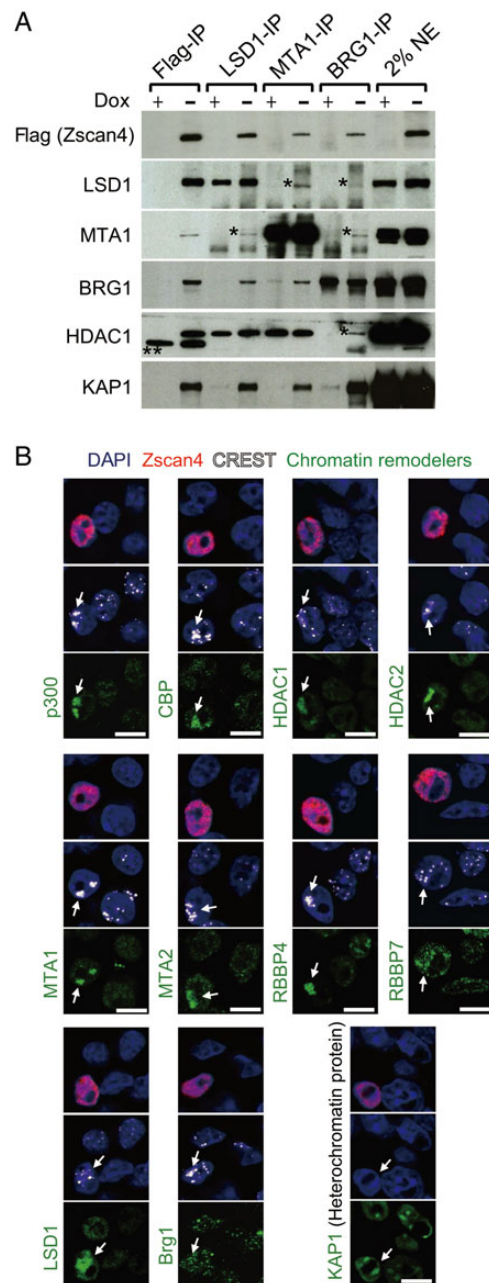 A
Flag-IP LSD1-IP MTA1-IP BRG1-IP 2% NE
Dox + - + - + - + - + -
Flag (Zscan4)
LSD1 * *
MTA1 * *
BRG1
HDAC1 ** *
KAP1
B
DAPI Zscan4 CREST Chromatin remodelers
p300 CBP HDAC1 HDAC2
MTA1 MTA2 RBBP4 RBBP7
LSD1 Brg1 KAP1 (Heterochromatin protein)